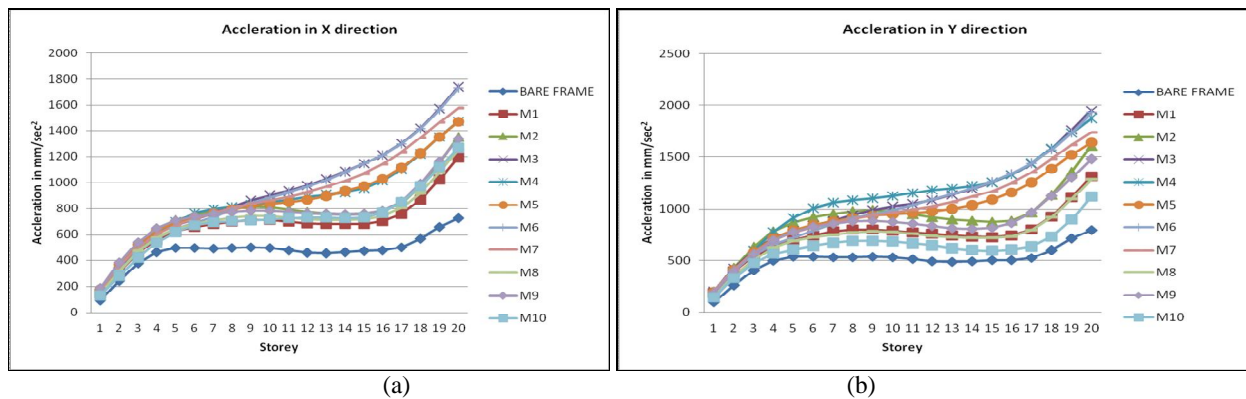 Accleration in X direction
Accleration in mm/sec²
2000
1800
1600
1400
1200
1000
800
600
400
200
0
1 2 3 4 5 6 7 8 9 10 11 12 13 14 15 16 17 18 19 20
Storey
BARE FRAME
M1
M2
M3
M4
M5
M6
M7
M8
M9
M10
(a)
Accleration in Y direction
Accleration in mm/sec²
2500
2000
1500
1000
500
0
1 2 3 4 5 6 7 8 9 10 11 12 13 14 15 16 17 18 19 20
Storey
BARE FRAME
M1
M2
M3
M4
M5
M6
M7
M8
M9
M10
(b)